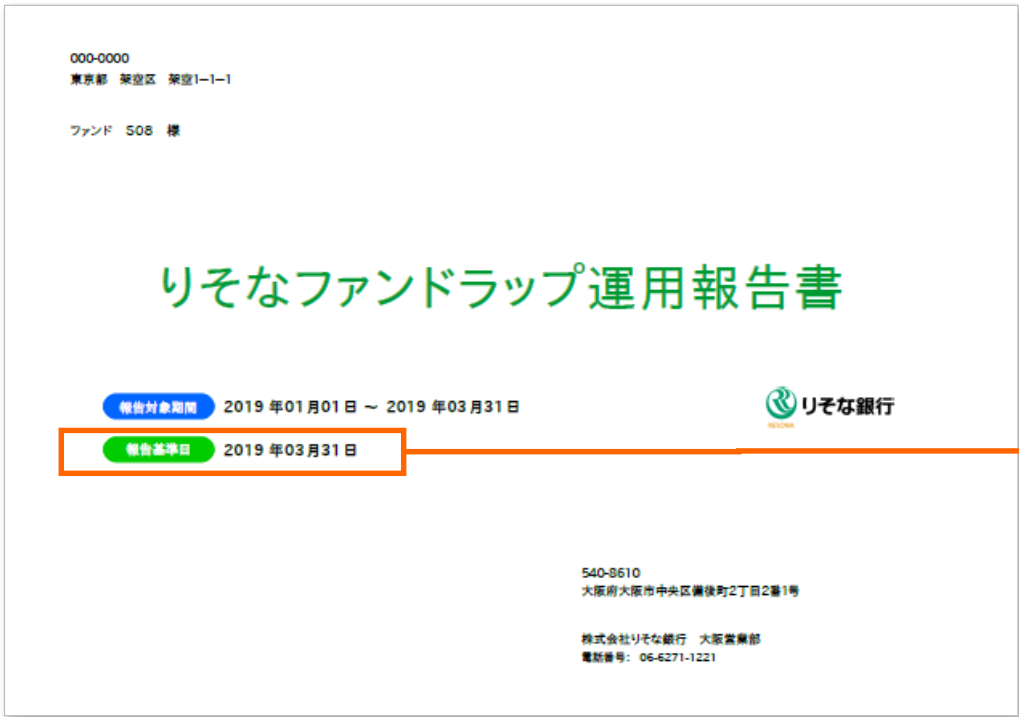 000-0000
東京都　架空区　架空1ー1ー1
ファンド　S08　様
りそなファンドラップ運用報告書
報告対象期間 2019 年01月01日 ～ 2019 年03月31日
りそな銀行
RESONA
報告基準日 2019 年03月31日
540-8610
大阪府大阪市中央区備後町2丁目2番1号
株式会社りそな銀行　大阪営業部
電話番号：　06-6271-1221